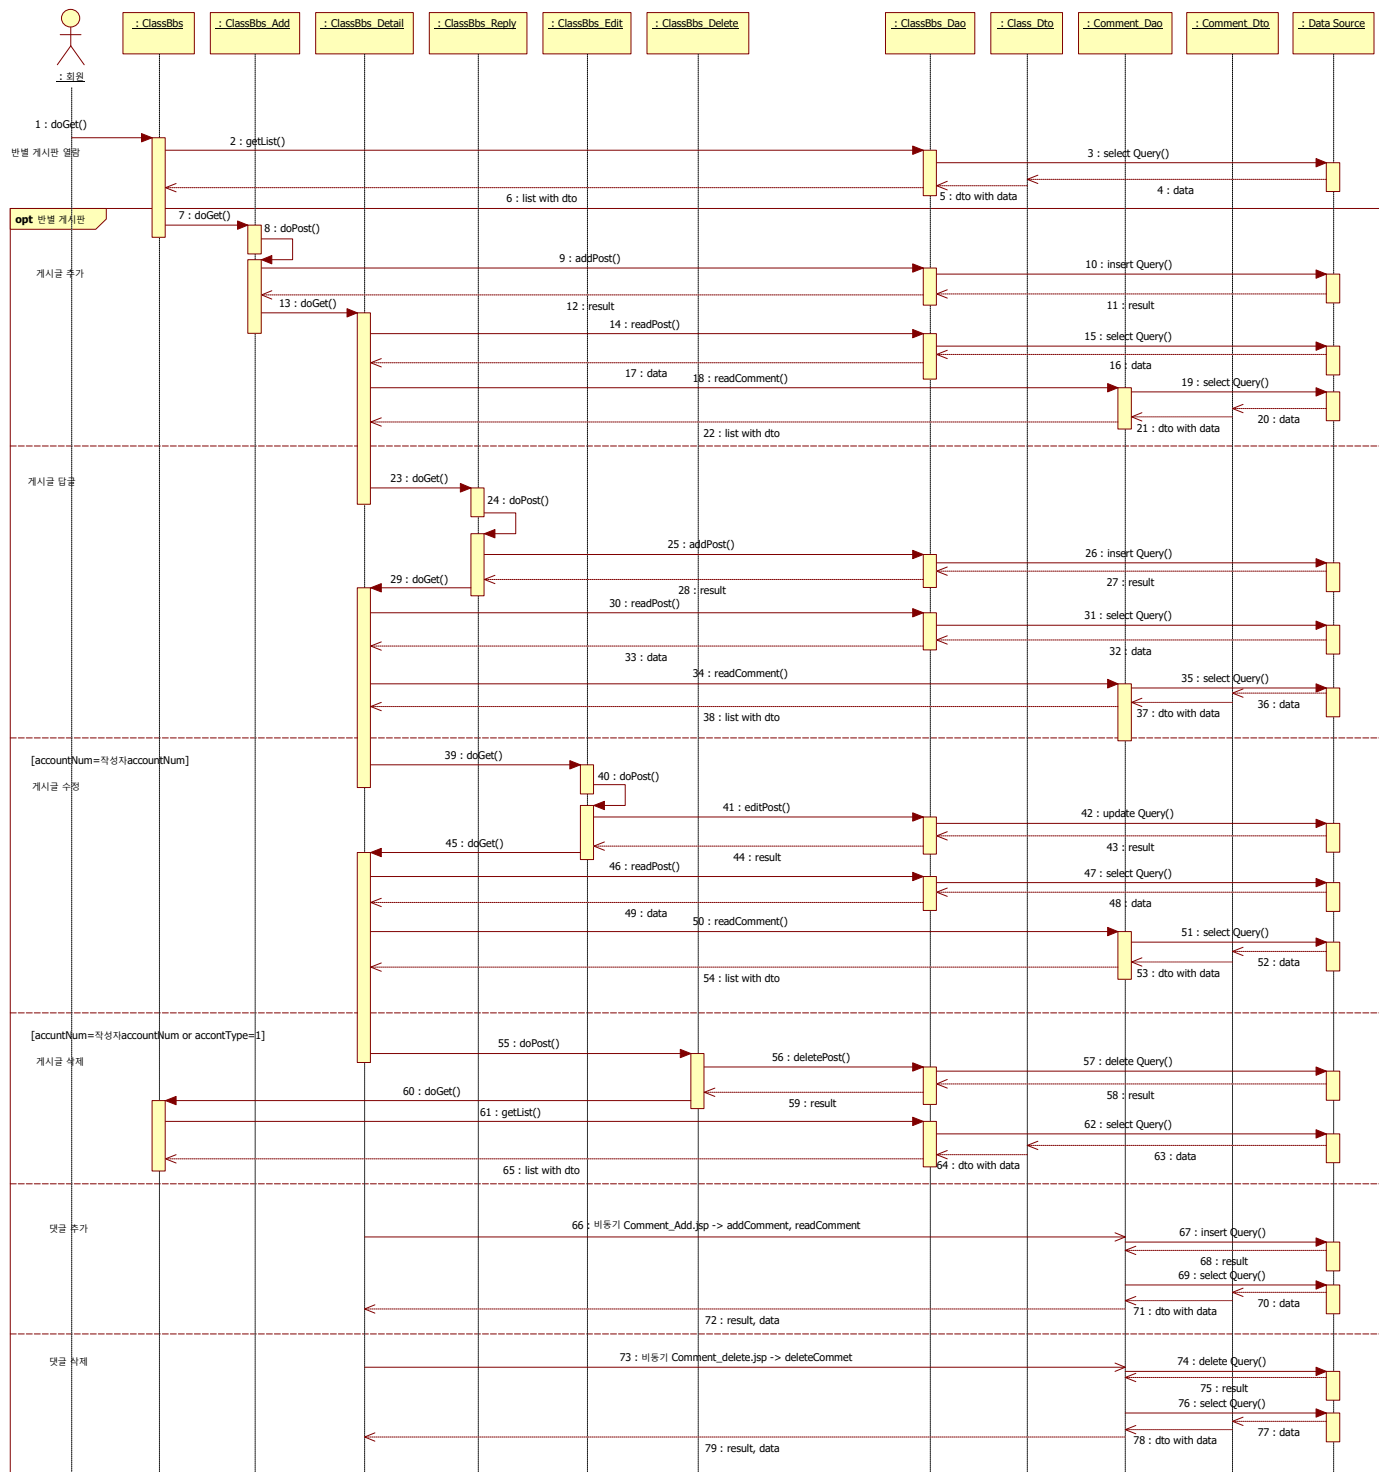 : ClassBbs
: ClassBbs_Add
: ClassBbs_Detail
: ClassBbs_Reply
: ClassBbs_Edit
: ClassBbs_Delete
: ClassBbs_Dao
: Class_Dto
: Comment_Dao
: Comment_Dto
: Data Source
: 회원
1 : doGet()
반별 게시판 열람
2 : getList()
3 : select Query()
4 : data
5 : dto with data
6 : list with dto
opt 반별 게시판
7 : doGet()
8 : doPost()
게시글 추가
9 : addPost()
10 : insert Query()
11 : result
12 : result
13 : doGet()
14 : readPost()
15 : select Query()
16 : data
17 : data
18 : readComment()
19 : select Query()
20 : data
21 : dto with data
22 : list with dto
게시글 답글
23 : doGet()
24 : doPost()
25 : addPost()
26 : insert Query()
27 : result
28 : result
29 : doGet()
30 : readPost()
31 : select Query()
32 : data
33 : data
34 : readComment()
35 : select Query()
36 : data
37 : dto with data
38 : list with dto
[accountNum=작성자accountNum]
게시글 수정
39 : doGet()
40 : doPost()
41 : editPost()
42 : update Query()
43 : result
44 : result
45 : doGet()
46 : readPost()
47 : select Query()
48 : data
49 : data
50 : readComment()
51 : select Query()
52 : data
53 : dto with data
54 : list with dto
[accuntNum=작성자accountNum or accontType=1]
게시글 삭제
55 : doPost()
56 : deletePost()
57 : delete Query()
58 : result
59 : result
60 : doGet()
61 : getList()
62 : select Query()
63 : data
64 : dto with data
65 : list with dto
댓글 추가
66 : 비동기 Comment_Add.jsp -> addComment, readComment
67 : insert Query()
68 : result
69 : select Query()
70 : data
71 : dto with data
72 : result, data
댓글 삭제
73 : 비동기 Comment_delete.jsp -> deleteCommet
74 : delete Query()
75 : result
76 : select Query()
77 : data
78 : dto with data
79 : result, data